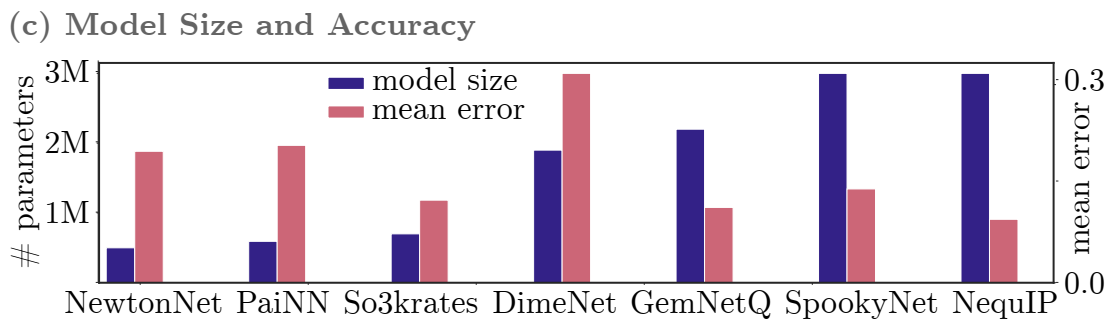 (c) Model Size and Accuracy
# parameters
3M
2M
1M
model size
mean error
0.3
0.0
mean error
NewtonNet PaiNN So3krates DimeNet GemNetQ SpookyNet NequIP